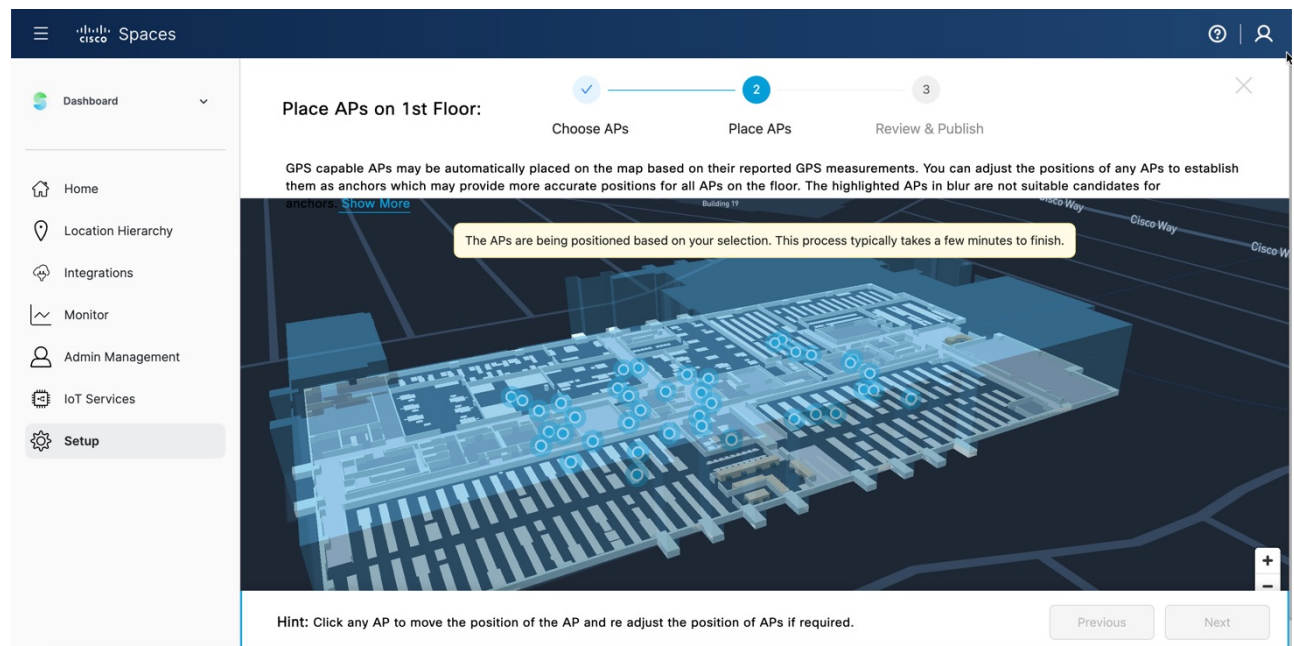 cisco Spaces
Dashboard
Home
Location Hierarchy
Integrations
Monitor
Admin Management
IoT Services
Setup
Place APs on 1st Floor:
Choose APs
2
Place APs
3
Review & Publish
GPS capable APs may be automatically placed on the map based on their reported GPS measurements. You can adjust the positions of any APs to establish
them as anchors which may provide more accurate positions for all APs on the floor. The highlighted APs in blur are not suitable candidates for
anchors. Show More
Building 19
Cisco Way
Cisco Way
Cisco W
The APs are being positioned based on your selection. This process typically takes a few minutes to finish.
Hint: Click any AP to move the position of the AP and re adjust the position of APs if required.
Previous
Next